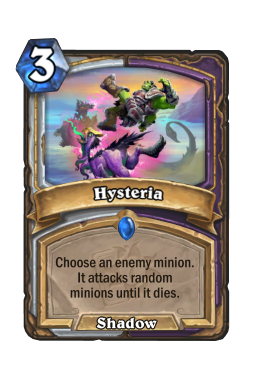 3
Hysteria
Choose an enemy minion.
It attacks random
minions until it dies.
Shadow